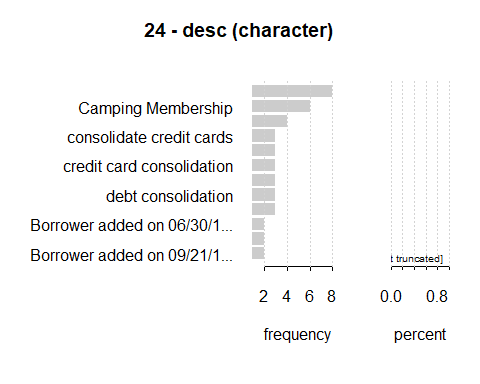 24 - desc (character)
Camping Membership
consolidate credit cards
credit card consolidation
debt consolidation
Borrower added on 06/30/1...
Borrower added on 09/21/1...
t truncated]
2 4 6 8 0.0 0.8
frequency percent